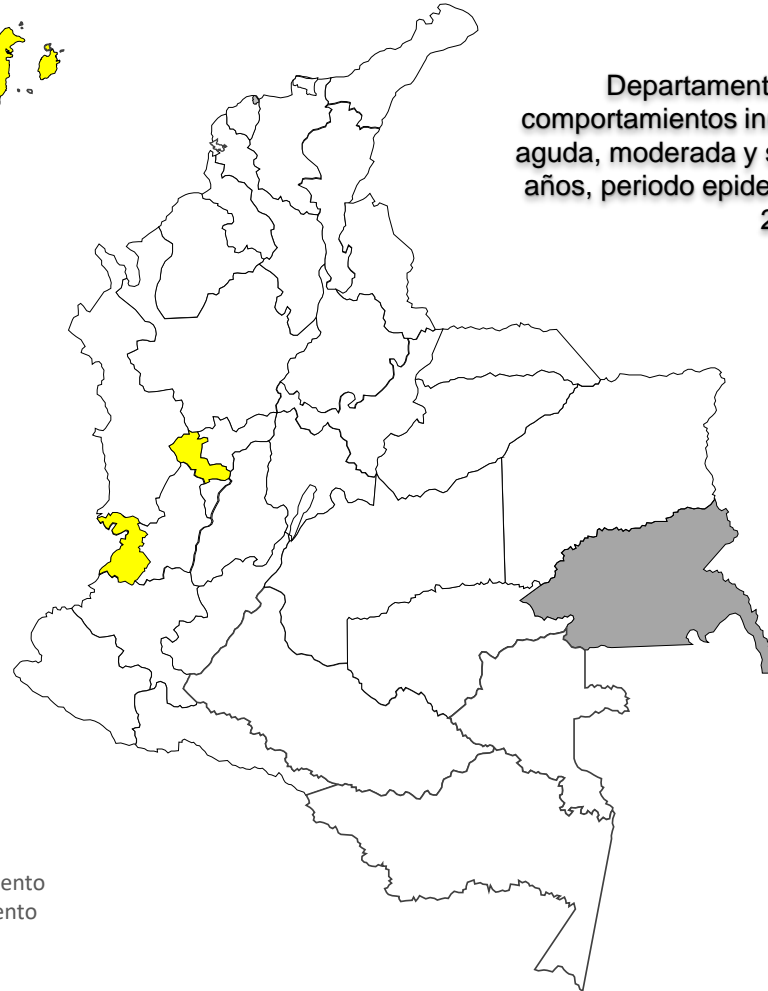 Departament
comportamientos in
aguda, moderada y s
años, periodo epide
2
ento
ento